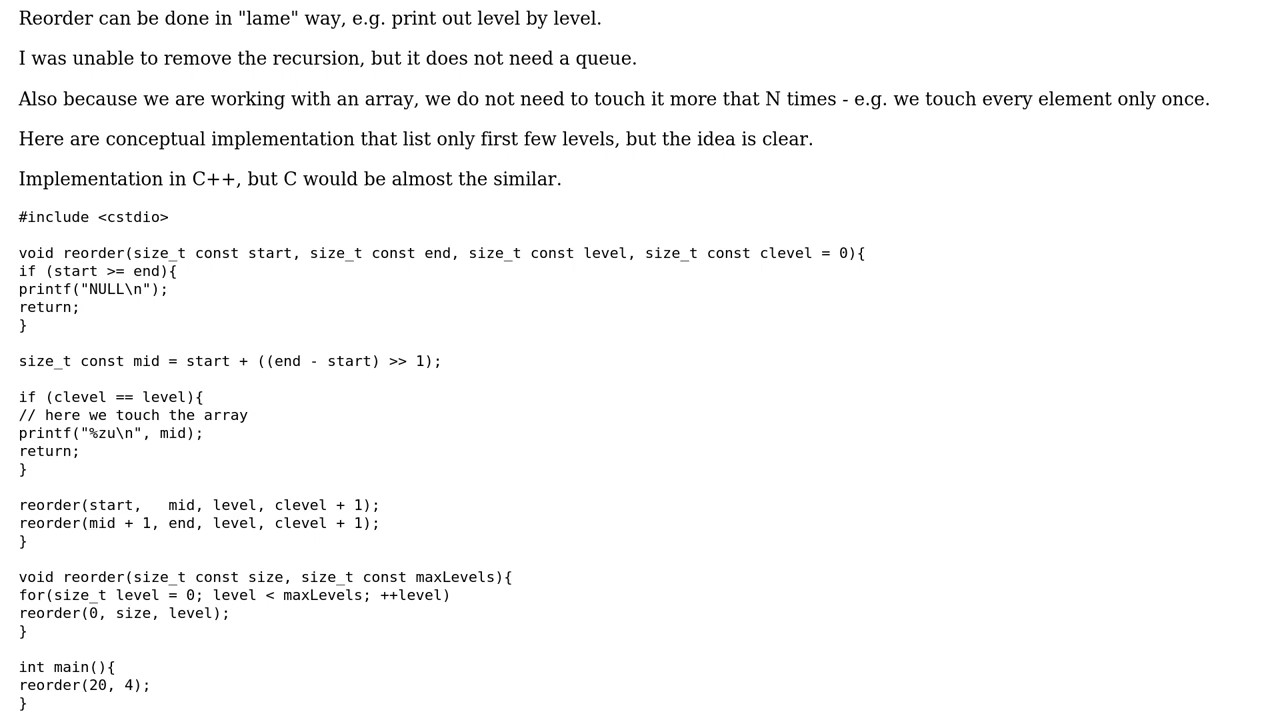 Reorder can be done in "lame" way, e.g. print out level by level.
I was unable to remove the recursion, but it does not need a queue.
Also because we are working with an array, we do not need to touch it more that N times - e.g. we touch every element only once.
Here are conceptual implementation that list only first few levels, but the idea is clear.
Implementation in C++, but C would be almost the similar.
#include <cstdio>
void reorder(size_t const start, size_t const end, size_t const level, size_t const clevel = 0){
if (start >= end){
printf("NULL\n");
return;
}
size_t const mid = start + ((end - start) >> 1);
if (clevel == level){
// here we touch the array
printf("%zu\n", mid);
return;
}
reorder(start,   mid, level, clevel + 1);
reorder(mid + 1, end, level, clevel + 1);
}
void reorder(size_t const size, size_t const maxLevels){
for(size_t level = 0; level < maxLevels; ++level)
reorder(0, size, level);
}
int main(){
reorder(20, 4);
}